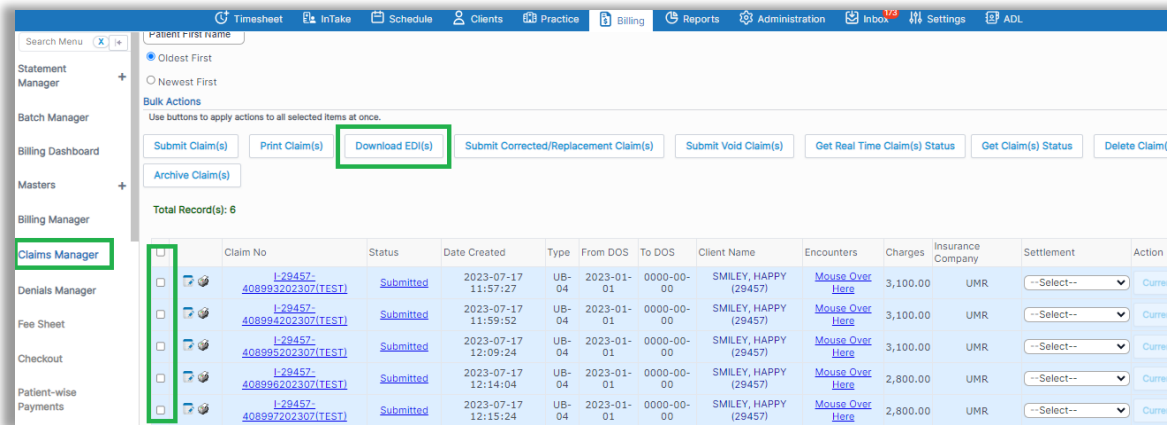 Timesheet InTake Schedule Clients Practice Billing Reports Administration Inbox 173 Settings ADL
Search Menu X
Patient First Name
Oldest First
Newest First
Bulk Actions
Use buttons to apply actions to all selected items at once.
Submit Claim(s) Print Claim(s) Download EDI(s) Submit Corrected/Replacement Claim(s) Submit Void Claim(s) Get Real Time Claim(s) Status Get Claim(s) Status Delete Claim(
Archive Claim(s)
Total Record(s): 6
Statement
Manager +
Batch Manager
Billing Dashboard
Masters +
Billing Manager
Claims Manager
Denials Manager
Fee Sheet
Checkout
Patient-wise
Payments
Claim No Status Date Created Type From DOS To DOS Client Name Encounters Charges Insurance Company Settlement Action
I-29457- 2023-07-17 UB- 2023-01- 0000-00- SMILEY, HAPPY Mouse Over
408993202307(TEST) Submitted 11:57:27 04 01 00 (29457) Here 3,100.00 UMR --Select-- Curre
I-29457- 2023-07-17 UB- 2023-01- 0000-00- SMILEY, HAPPY Mouse Over
408994202307(TEST) Submitted 11:59:52 04 01 00 (29457) Here 3,100.00 UMR --Select-- Curre
I-29457- 2023-07-17 UB- 2023-01- 0000-00- SMILEY, HAPPY Mouse Over
408995202307(TEST) Submitted 12:09:24 04 01 00 (29457) Here 3,100.00 UMR --Select-- Curre
I-29457- 2023-07-17 UB- 2023-01- 0000-00- SMILEY, HAPPY Mouse Over
408996202307(TEST) Submitted 12:14:04 04 01 00 (29457) Here 2,800.00 UMR --Select-- Curre
I-29457- 2023-07-17 UB- 2023-01- 0000-00- SMILEY, HAPPY Mouse Over
408997202307(TEST) Submitted 12:15:24 04 01 00 (29457) Here 2,800.00 UMR --Select-- Curre